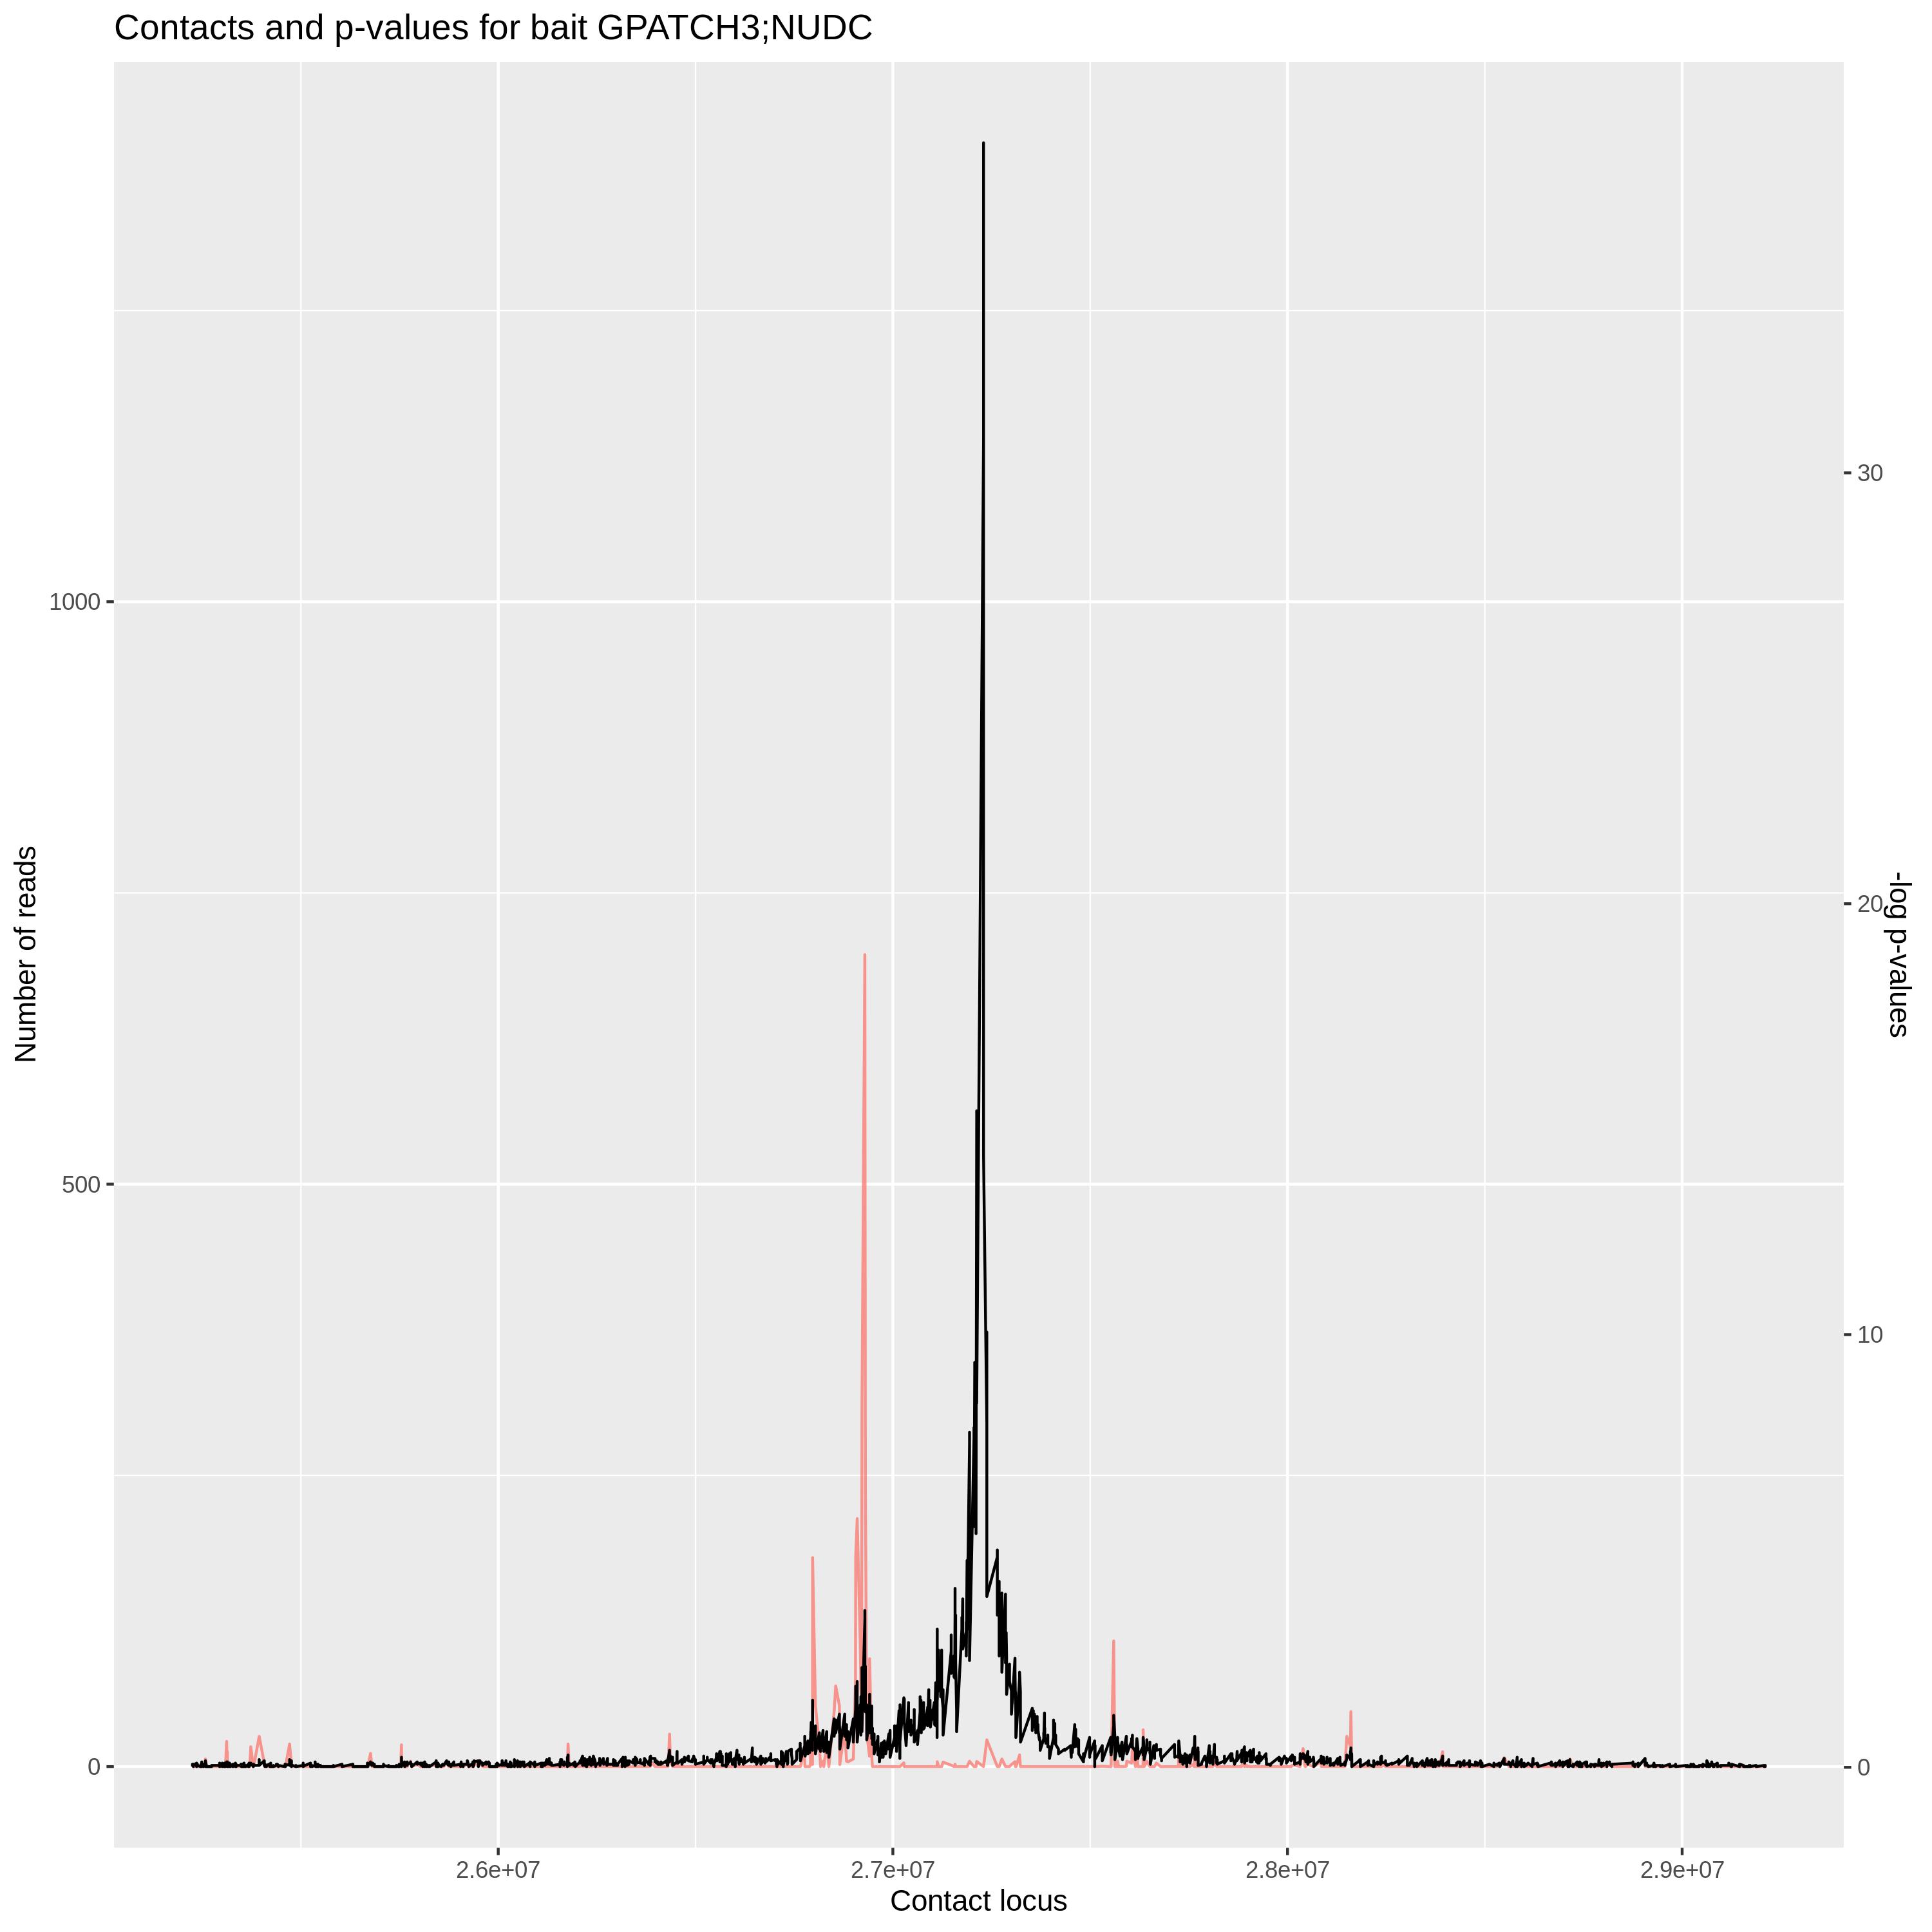 Contacts and p-values for bait GPATCH3;NUDC
Number of reads
1000
500
0
30
20
10
0
-log p-values
2.6e+07
2.7e+07
2.8e+07
2.9e+07
Contact locus